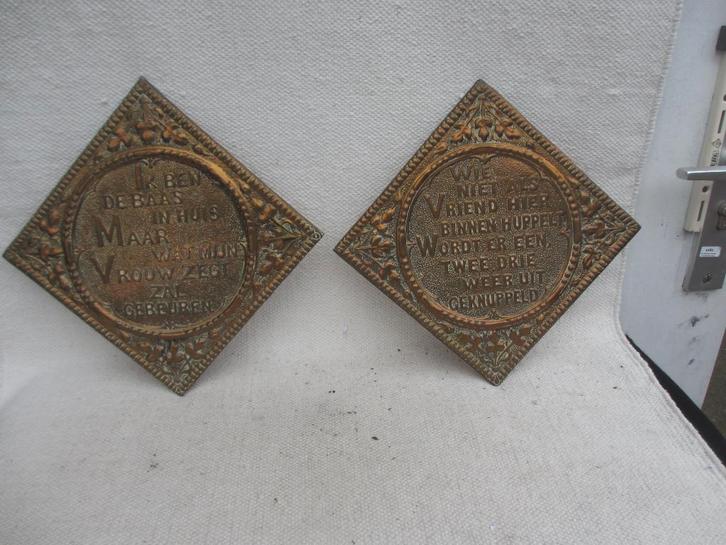 IK BEN
DE BAAS
IN HUIS
MAAR
WAT MIJN
VROUW ZEGT
ZAL
GEBEUREN
WIE
NIET ALS
VRIEND HIER
BINNEN HUPPELT
WORDT ER EEN,
TWEE DRIE
WEER UIT
GEKNUPPELD